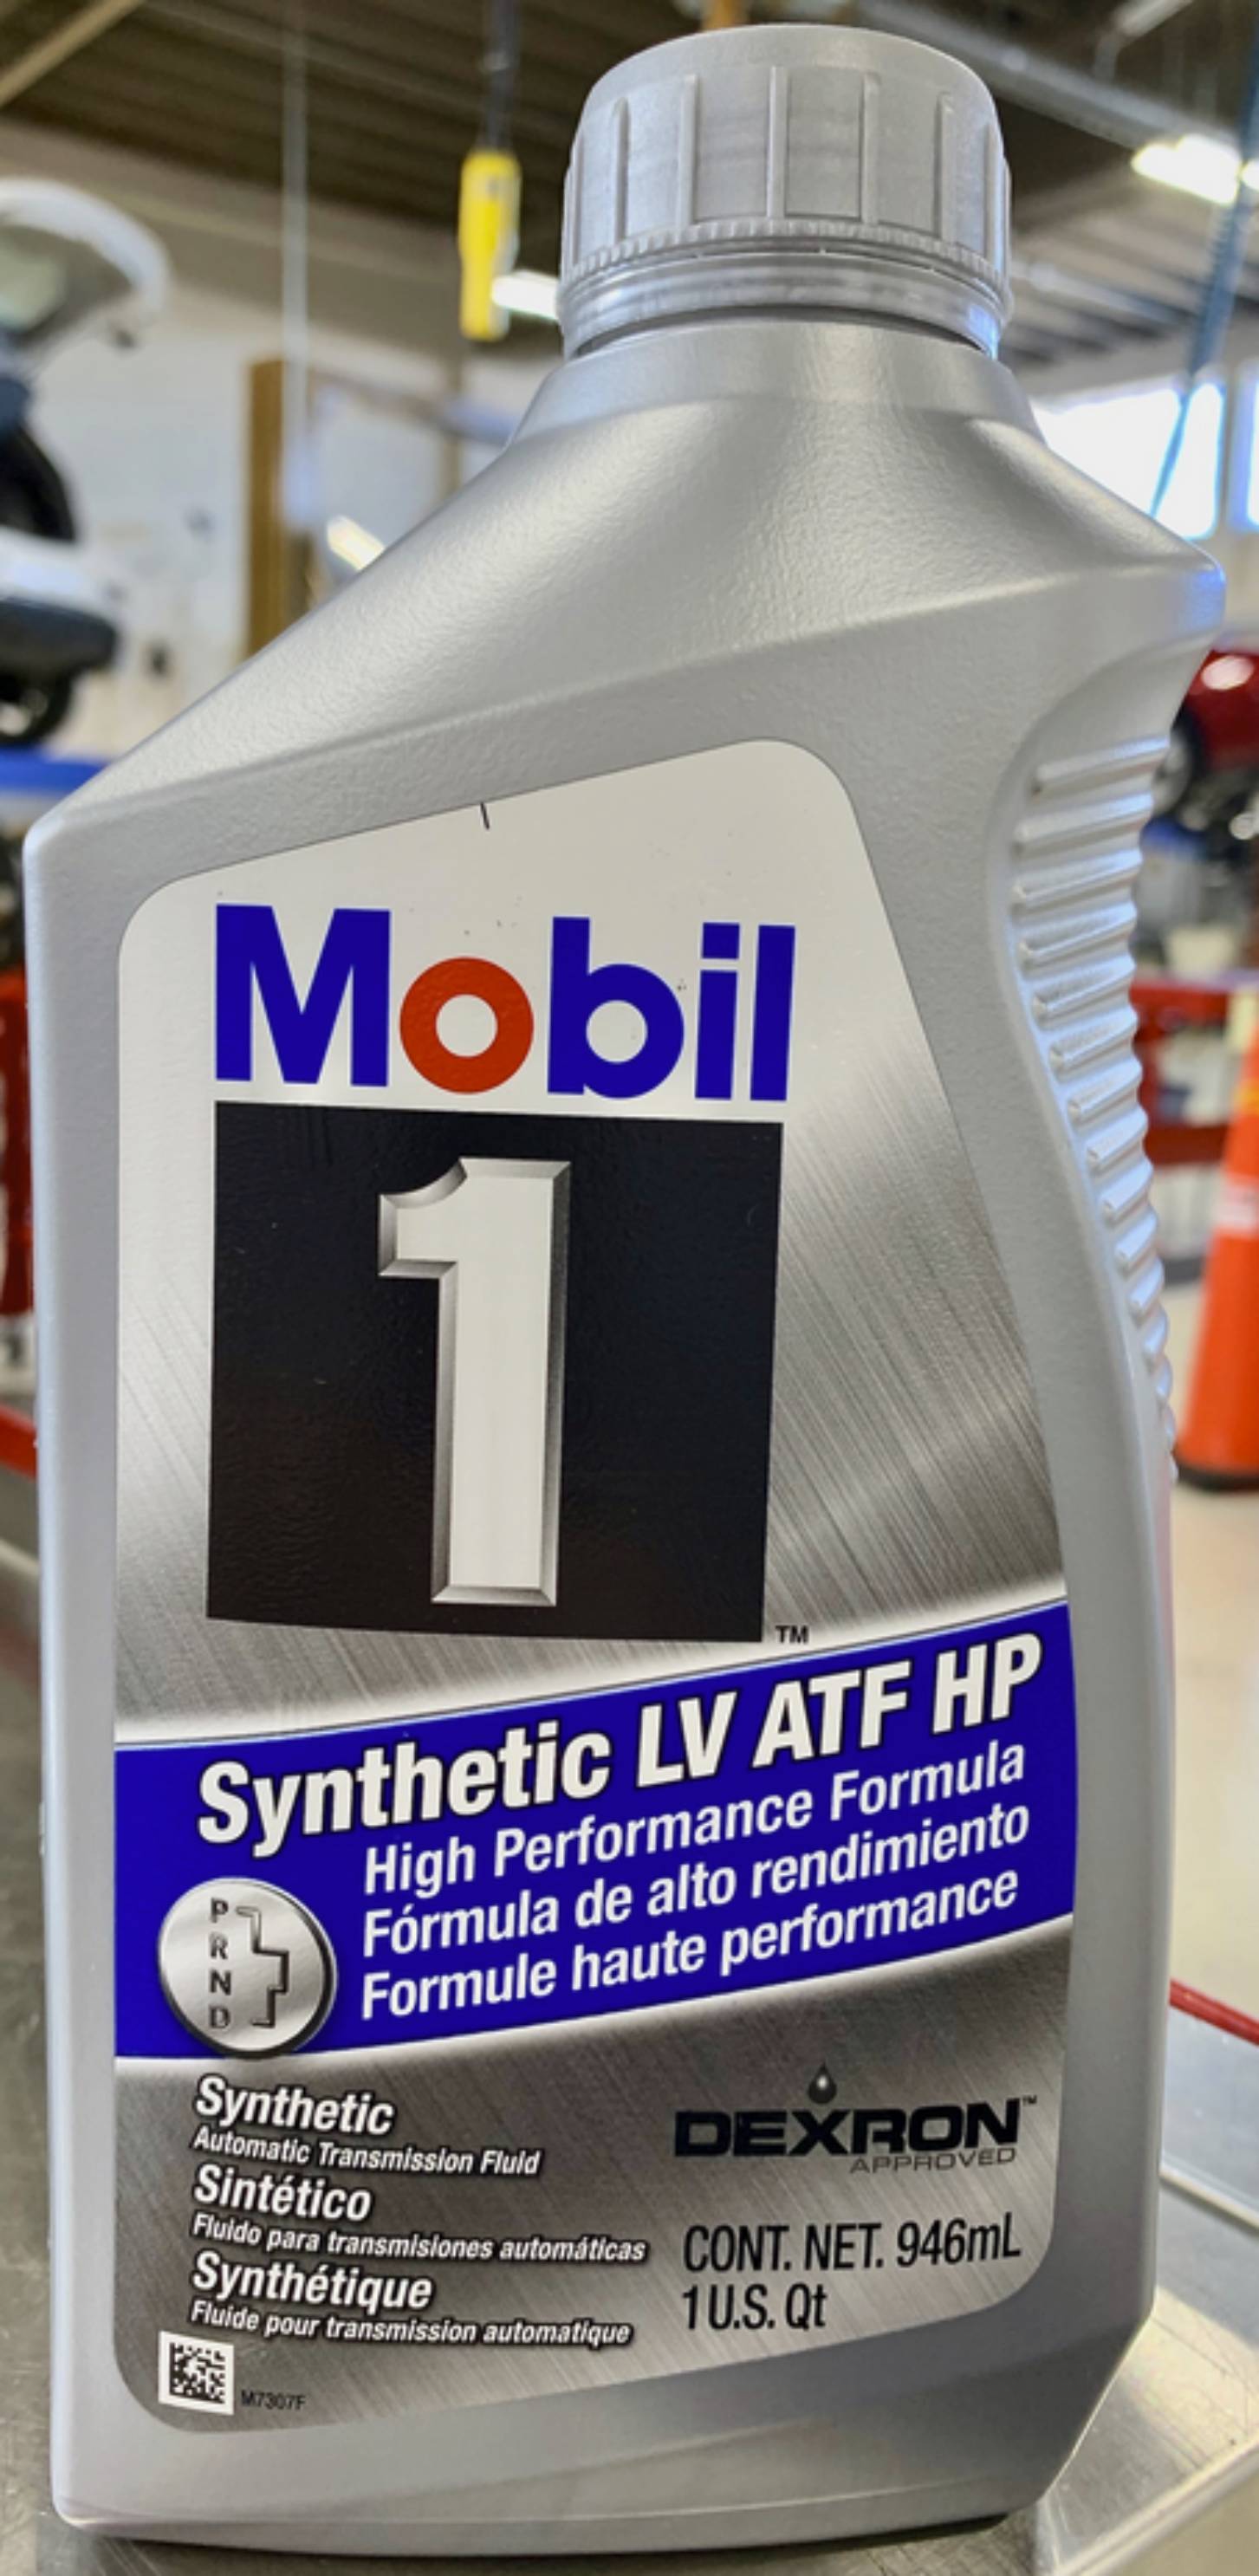 Mobil
1
TM
Synthetic LV ATF HP
High Performance Formula
Fórmula de alto rendimiento
Formule haute performance
P
R
N
D
Synthetic
Automatic Transmission Fluid
Sintético
Fluido para transmisiones automáticas
Synthétique
Fluide pour transmission automatique
DEXRON™
APPROVED
CONT. NET. 946mL
1 U.S. Qt
M7307F